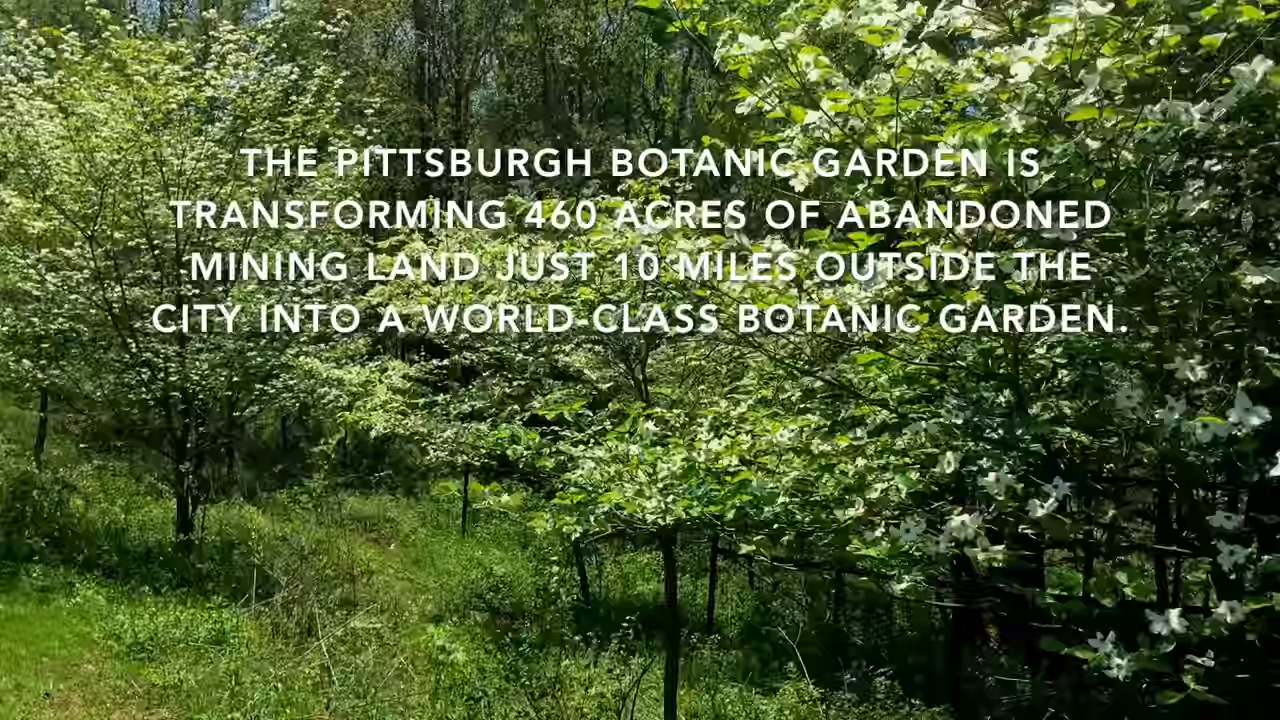 THE PITTSBURGH BOTANIC GARDEN IS
TRANSFORMING 460 ACRES OF ABANDONED
MINING LAND JUST 10 MILES OUTSIDE THE
CITY INTO A WORLD-CLASS BOTANIC GARDEN.